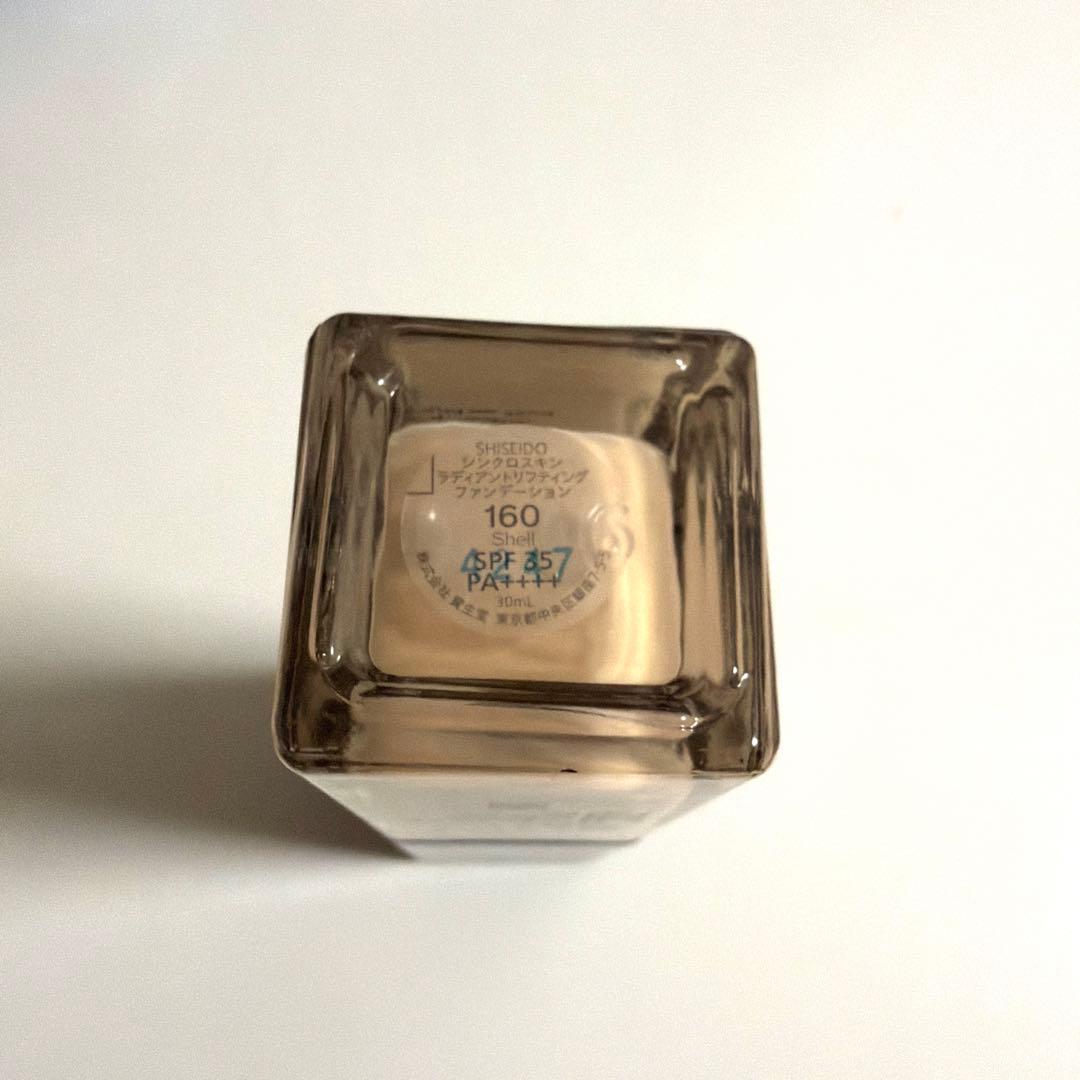 SHISEIDO
シンクロスキン
ラディアントリフティング
ファンデーション
160
Shell
SPF 35
4247
PA++++
30mL
株式会社 資生堂 東京都中央区銀座7-5-5